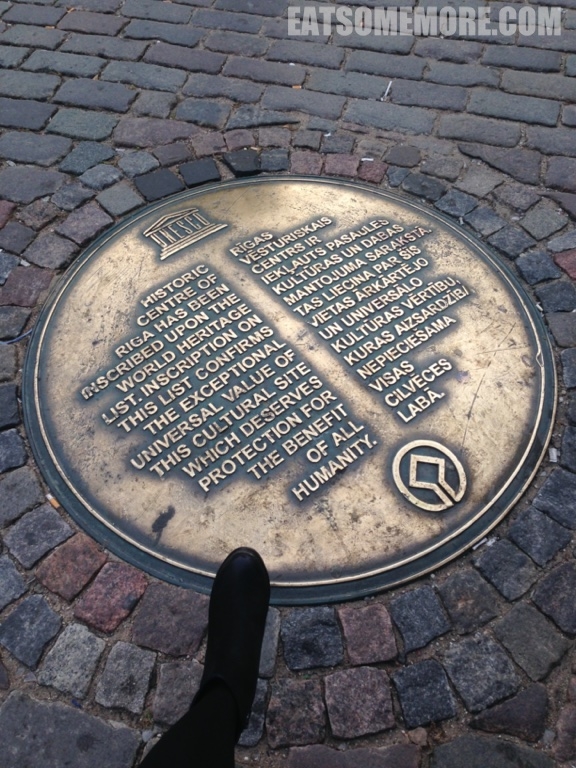 EATSOMEMORE.COM
UNESCO
HISTORIC
CENTRE OF
RIGA HAS BEEN
INSCRIBED UPON THE
WORLD HERITAGE
LIST. INSCRIPTION ON
THIS LIST CONFIRMS
THE EXCEPTIONAL
UNIVERSAL VALUE OF
THIS CULTURAL SITE
WHICH DESERVES
PROTECTION FOR
THE BENEFIT
OF ALL
HUMANITY.
RĪGAS
VĒSTURISKAIS
CENTRS IR
IEKĻAUTS PASAULES
KULTŪRAS UN DABAS
MANTOJUMA SARAKSTĀ.
TAS LIECINA PAR ŠĪS
VIETAS ĀRKĀRTĒJO
UN UNIVERSĀLO
KULTŪRAS VĒRTĪBU,
KURAS AIZSARDZĪBA
NEPIECIEŠAMA
VISAS
CILVĒCES
LABĀ.